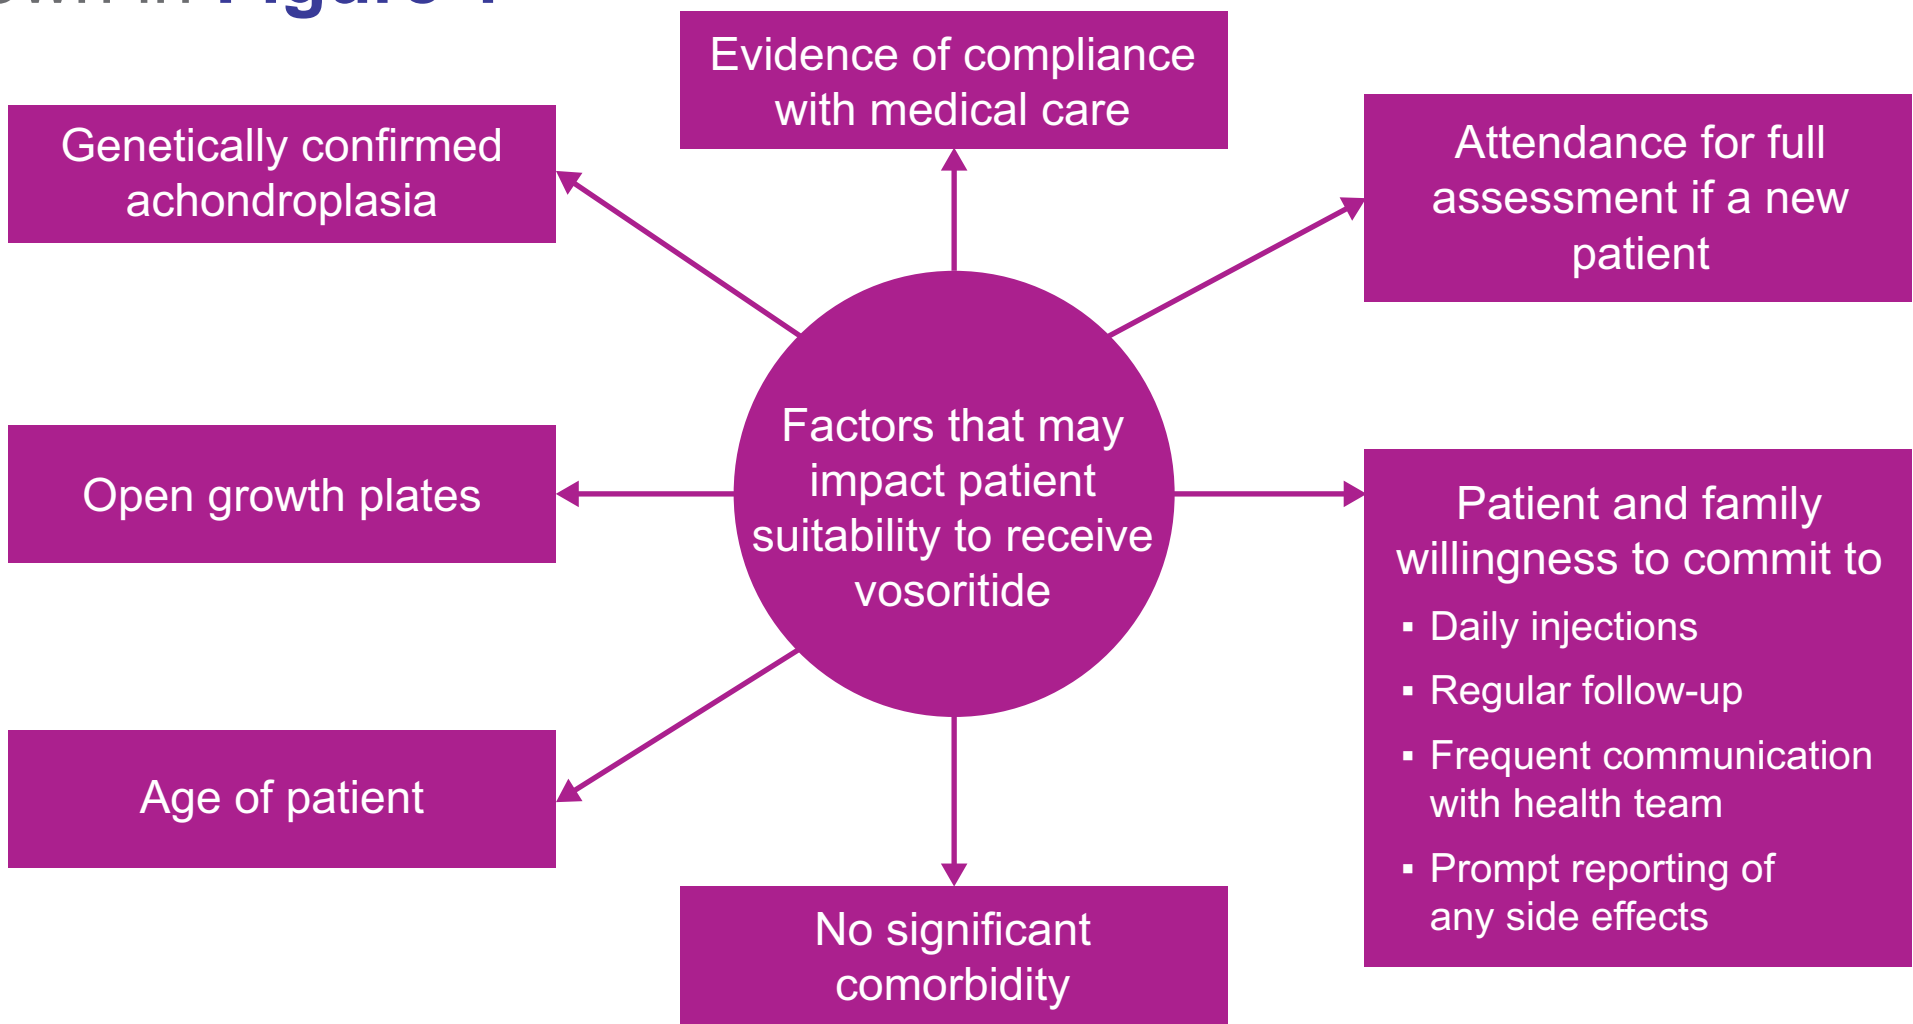 in Figure
Evidence of compliance
with medical care
Genetically confirmed
achondroplasia
Attendance for full
assessment if a new
patient
Factors that may
impact patient
suitability to receive
vosoritide
Open growth plates
Patient and family
willingness to commit to
▪ Daily injections
▪ Regular follow-up
▪ Frequent communication
with health team
▪ Prompt reporting of
any side effects
Age of patient
No significant
comorbidity